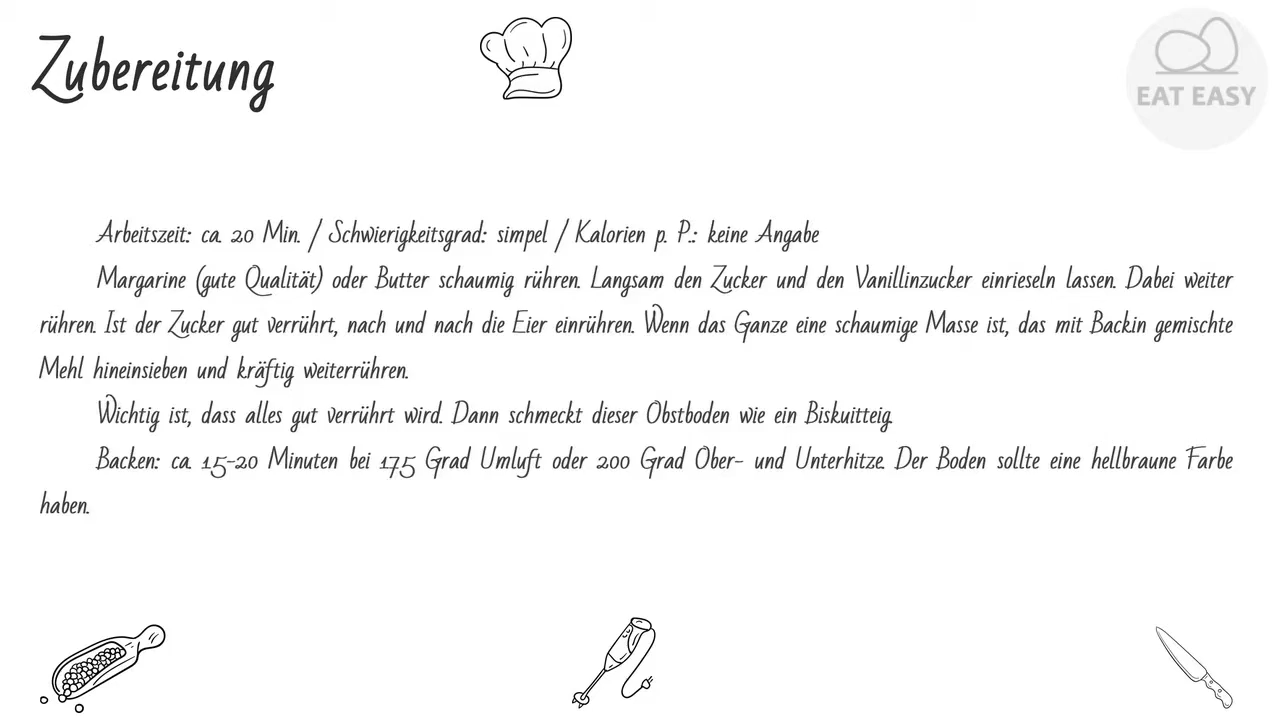 Zubereitung
EAT EASY
Arbeitszeit: ca. 20 Min. / Schwierigkeitsgrad: simpel / Kalorien p. P.: keine Angabe
Margarine (gute Qualität) oder Butter schaumig rühren. Langsam den Zucker und den Vanillinzucker einrieseln lassen. Dabei weiter
rühren. Ist der Zucker gut verrührt, nach und nach die Eier einrühren. Wenn das Ganze eine schaumige Masse ist, das mit Backin gemischte
Mehl hineinsieben und kräftig weiterrühren.
Wichtig ist, dass alles gut verrührt wird. Dann schmeckt dieser Obstboden wie ein Biskuitteig.
Backen: ca. 15-20 Minuten bei 175 Grad Umluft oder 200 Grad Ober- und Unterhitze. Der Boden sollte eine hellbraune Farbe
haben.